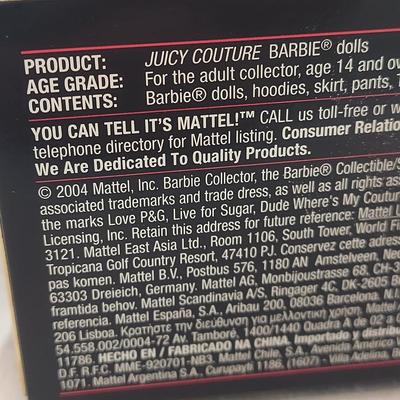 PRODUCT: JUICY COUTURE BARBIE® dolls
AGE GRADE: For the adult collector, age 14 and ov
CONTENTS: Barbie® dolls, hoodies, skirt, pants,
YOU CAN TELL IT'S MATTEL!™ CALL us toll-free or w
telephone directory for Mattel listing. Consumer Relatio
We Are Dedicated To Quality Products.
© 2004 Mattel, Inc. Barbie Collector, the Barbie® Collectible/S
associated trademarks and trade dress, as well as all rights ass
the marks Love P&G, Live for Sugar, Dude Where's My Coutu
Licensing, Inc. Retain this address for future reference: Mattel U
3121. Mattel East Asia Ltd., Room 1106, South Tower, World Fi
Tropicana Golf Country Resort, 47410 PJ. Conservez cette adre
pas komen. Mattel B.V., Postbus 576, 1180 AN Amstelveen, Ned
63303 Dreieich, Germany. Mattel AG, Monbijoustrasse 68, CH-3
framtida behov. Mattel Scandinavia A/S, Ringager 4C, DK-2605 B
referencia. Mattel España, S.A., Aribau 200, 08036 Barcelona. N.I
206 Lisboa. Κρατήστε την διεύθυνση για μελλοντική χρήση. Mattel
54.558.002/0004-72 Av. Tamboré, 1400/1440 Quadra A de 02 a
11786. HECHO EN / FABRICADO NA CHINA. Importado y distribu
D.F. R.F.C. MME-920701-NB3. Mattel Chile, S.A., Avenida Américo V
1071. Mattel Argentina S.A., Curupayti 1186, (1607) - Villa Adelina, B